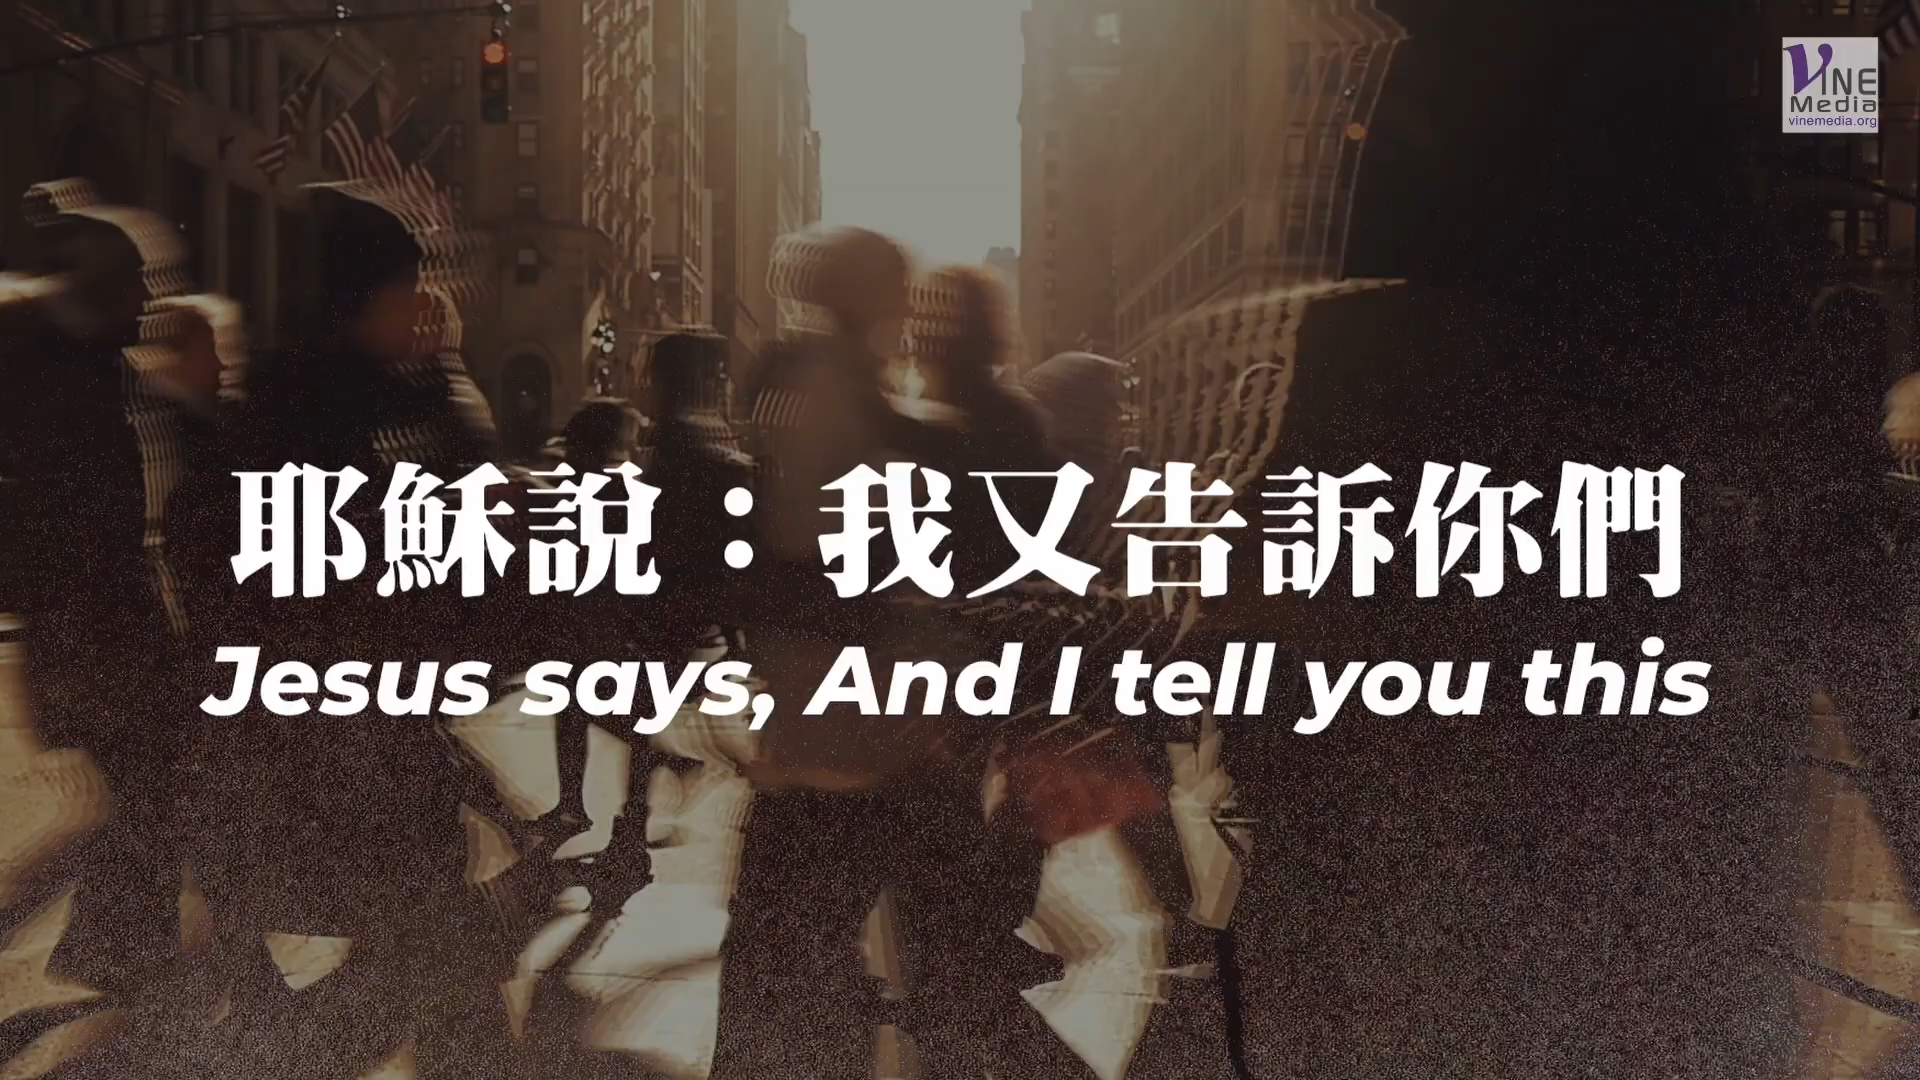 VINE
Media
vinemedia.org
耶穌說：我又告訴你們
Jesus says, And I tell you this